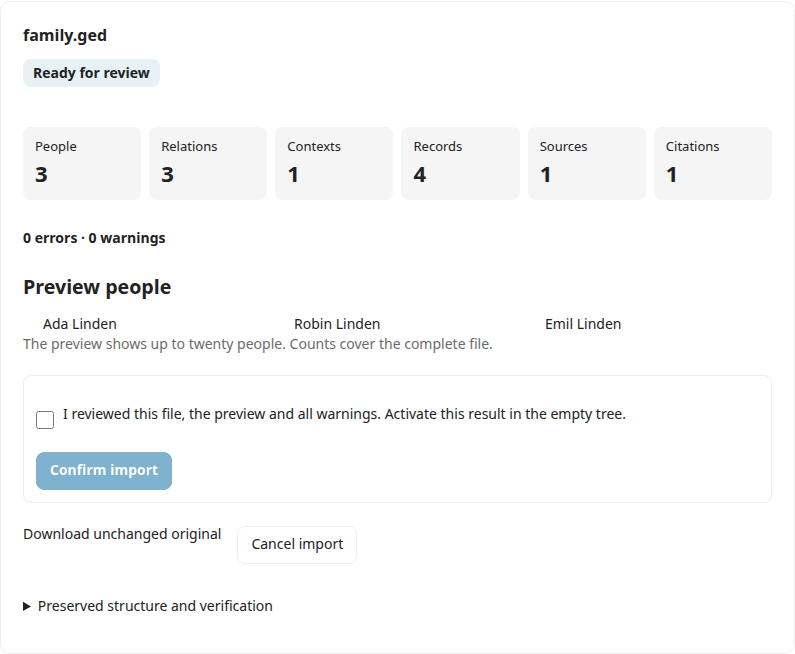 family.ged
Ready for review
People Relations Contexts Records Sources Citations
3 3 1 4 1 1
0 errors · 0 warnings
Preview people
Ada Linden Robin Linden Emil Linden
The preview shows up to twenty people. Counts cover the complete file.
I reviewed this file, the preview and all warnings. Activate this result in the empty tree.
Confirm import
Download unchanged original Cancel import
Preserved structure and verification